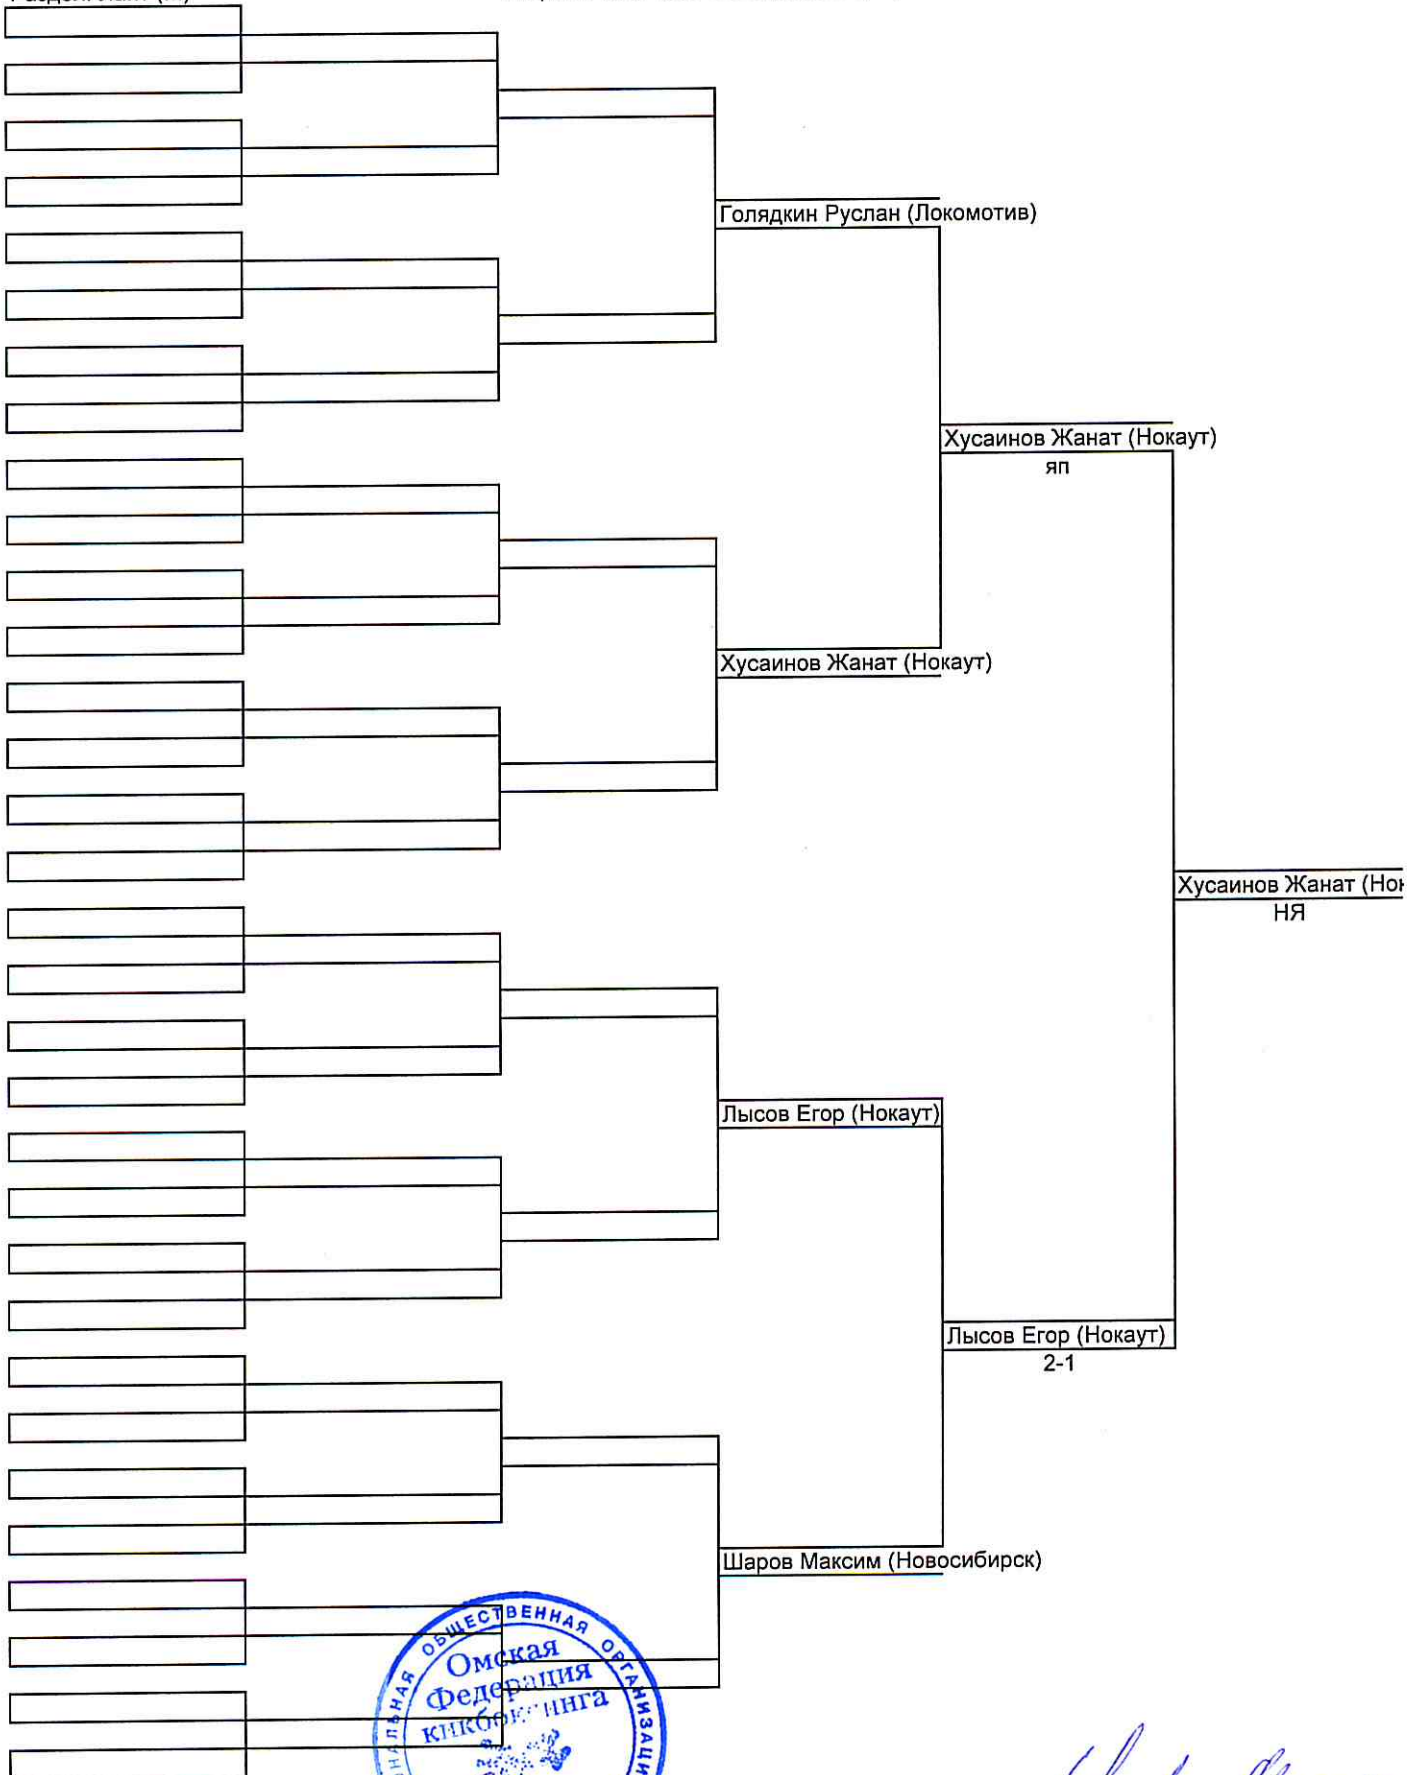 Голядкин Руслан (Локомотив)
Хусаинов Жанат (Нокаут)
яп
Хусаинов Жанат (Нокаут)
Хусаинов Жанат (Нок
НЯ
Лысов Егор (Нокаут)
Лысов Егор (Нокаут)
2-1
Шаров Максим (Новосибирск)
ОБЩЕСТВЕННАЯ
Омская
Федерация
кикбоксинга